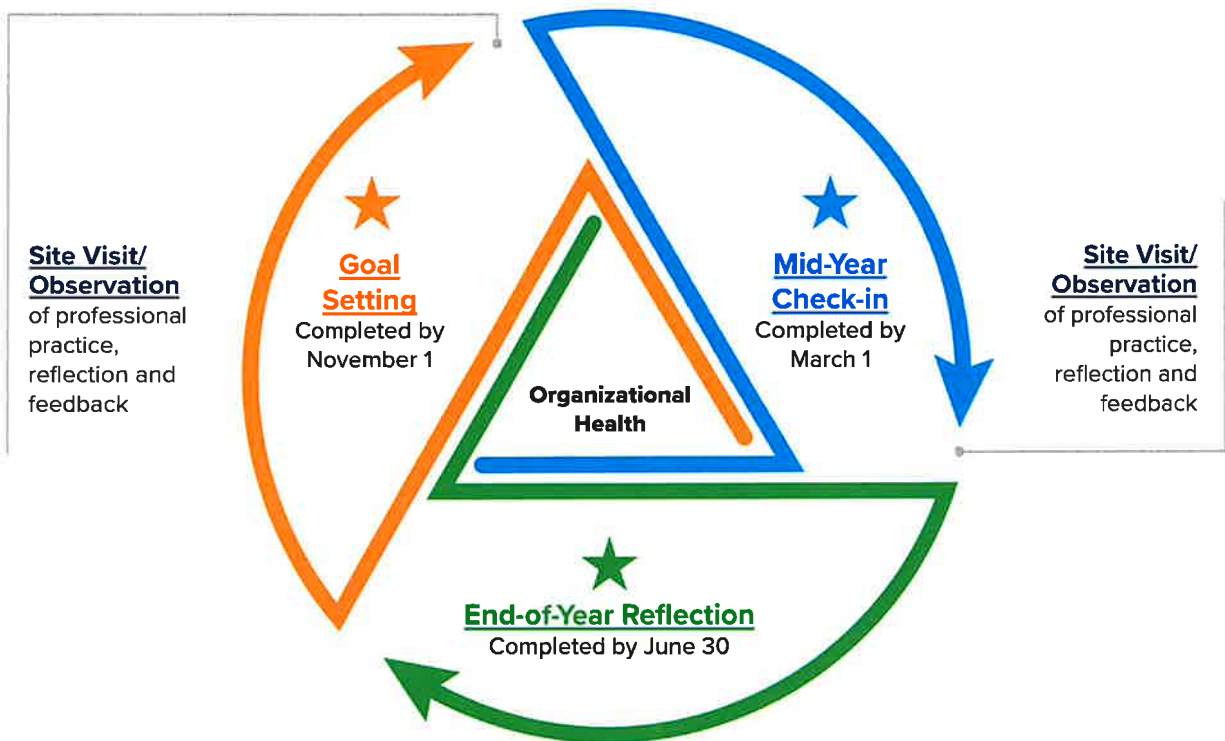 Site Visit/
Observation
of professional
practice,
reflection and
feedback
Goal
Setting
Completed by
November 1
Mid-Year
Check-in
Completed by
March 1
Site Visit/
Observation
of professional
practice,
reflection and
feedback
Organizational
Health
End-of-Year Reflection
Completed by June 30